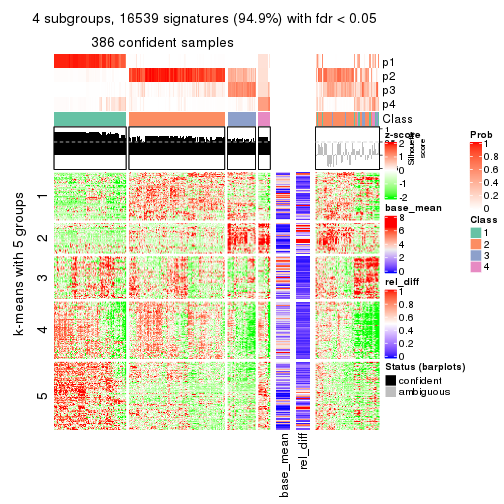 4 subgroups, 16539 signatures (94.9%) with fdr < 0.05
386 confident samples
p1
p2
p3
p4
Class
1
Silhouette
score
k-means with 5 groups
1
2
3
4
5
base_mean
rel_diff
z-score
2
1
0
-1
-2
base_mean
8
6
4
2
0
rel_diff
1
0.8
0.6
0.4
0.2
0
Status (barplots)
confident
ambiguous
Prob
1
0.8
0.6
0.4
0.2
0
Class
1
2
3
4